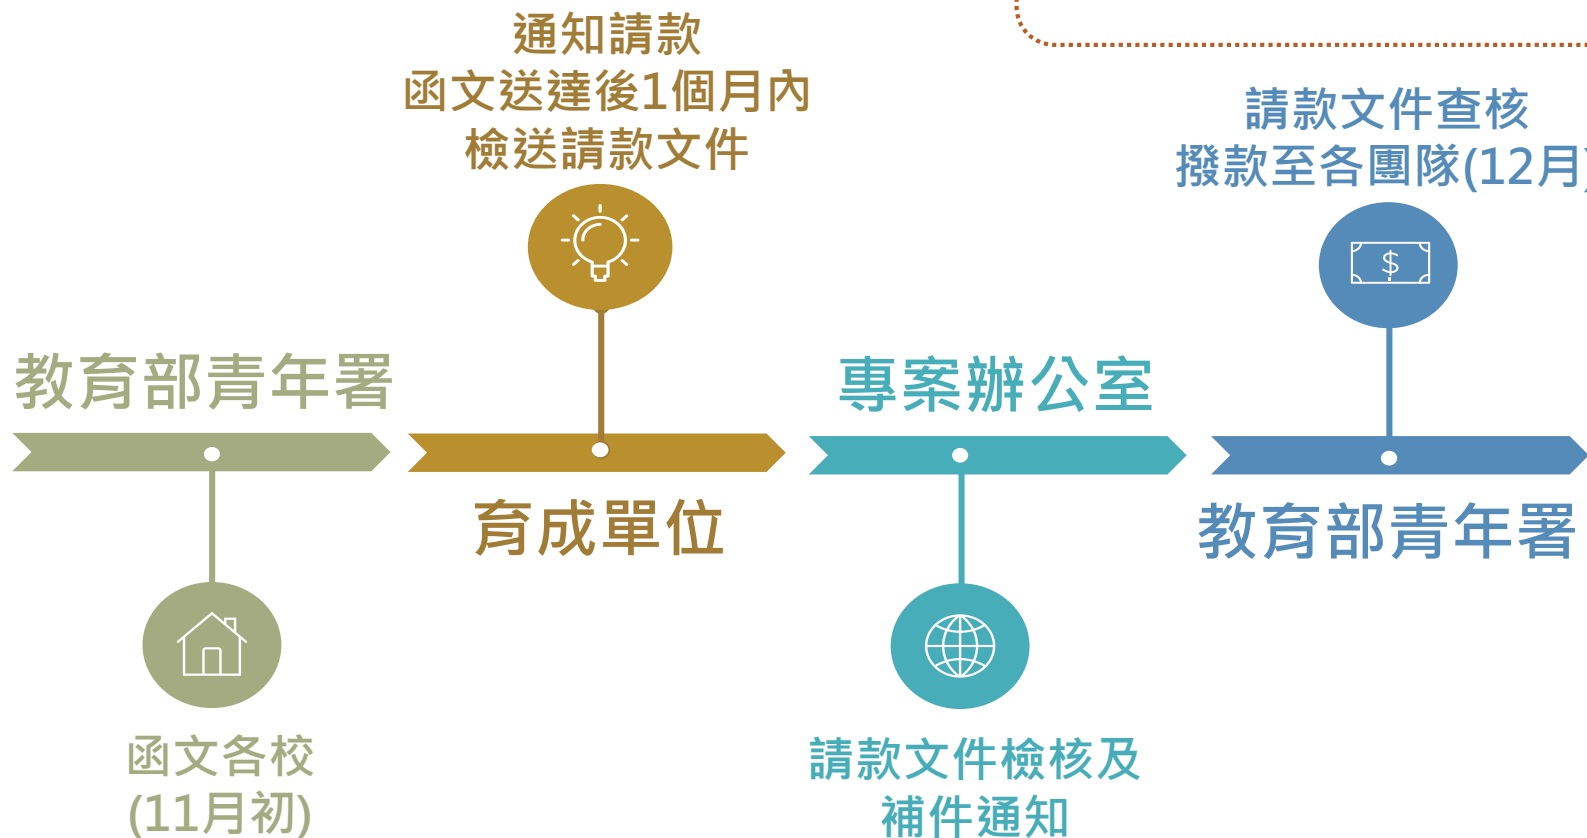 通知請款
函文送達後1個月內
檢送請款文件
請款文件查核
撥款至各團隊(12月)
教育部青年署
專案辦公室
育成單位
教育部青年署
函文各校
(11月初)
請款文件檢核及
補件通知